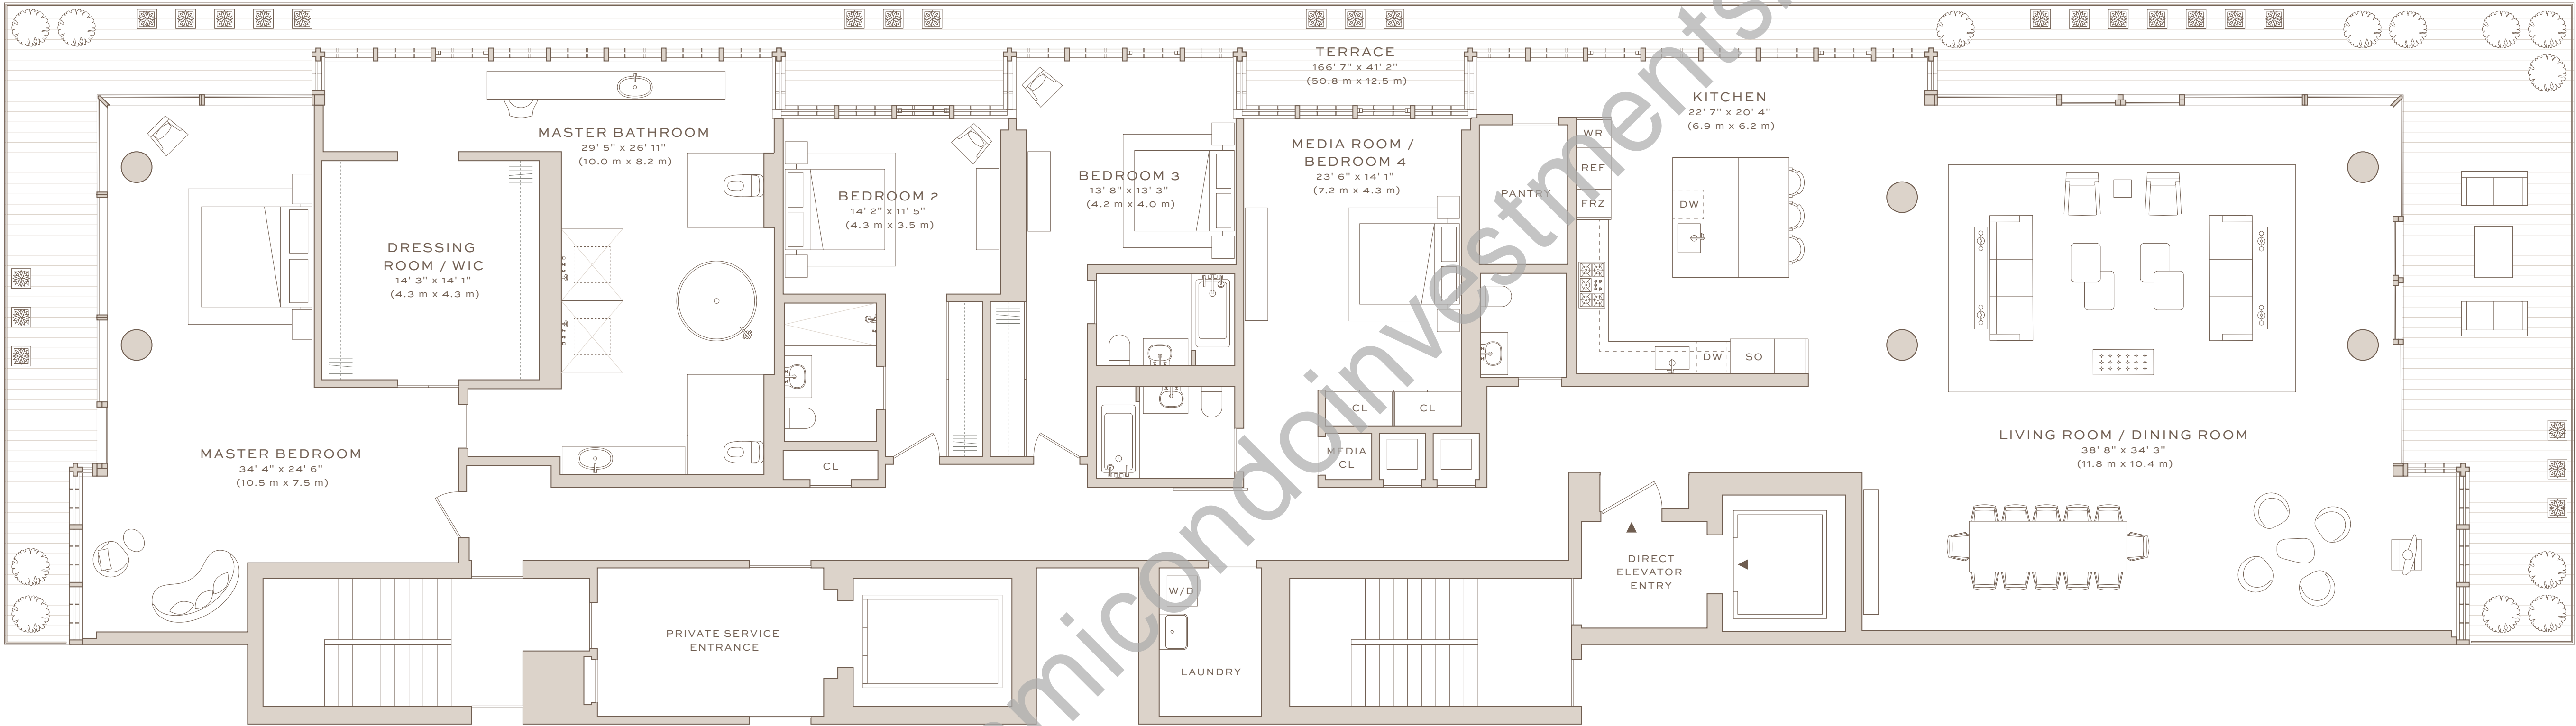 TERRACE
166' 7" x 41' 2"
(50.8 m x 12.5 m)
MASTER BATHROOM
29' 5" x 26' 11"
(10.0 m x 8.2 m)
DRESSING
ROOM / WIC
14' 3" x 14' 1"
(4.3 m x 4.3 m)
MASTER BEDROOM
34' 4" x 24' 6"
(10.5 m x 7.5 m)
BEDROOM 2
14' 2" x 11' 5"
(4.3 m x 3.5 m)
CL
BEDROOM 3
13' 8" x 13' 3"
(4.2 m x 4.0 m)
MEDIA ROOM /
BEDROOM 4
23' 6" x 14' 1"
(7.2 m x 4.3 m)
CL
CL
MEDIA
CL
PANTRY
KITCHEN
22' 7" x 20' 4"
(6.9 m x 6.2 m)
WR
REF
FRZ
DW
DW
SO
LIVING ROOM / DINING ROOM
38' 8" x 34' 3"
(11.8 m x 10.4 m)
DIRECT
ELEVATOR
ENTRY
PRIVATE SERVICE
ENTRANCE
W/D
LAUNDRY
micondoinvestments